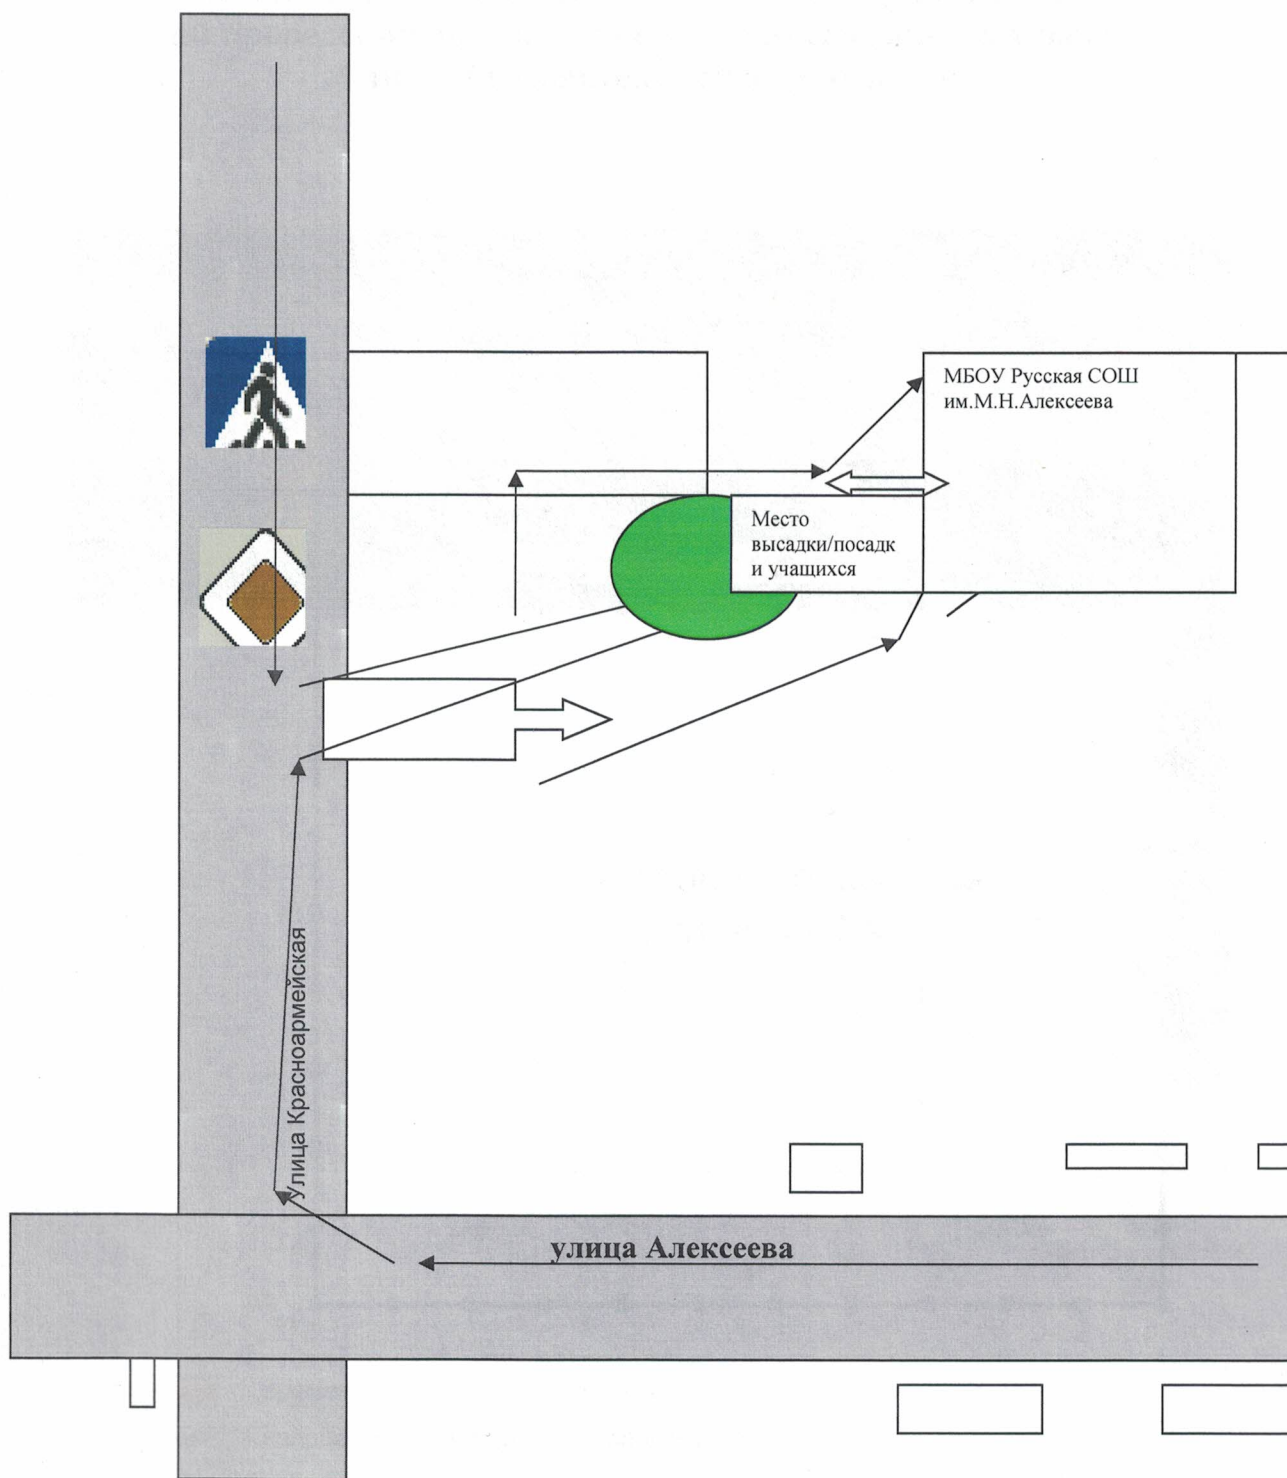 МБОУ Русская СОШ
им.М.Н.Алексеева
Место
высадки/посадк
и учащихся
Улица Красноармейская
улица Алексеева